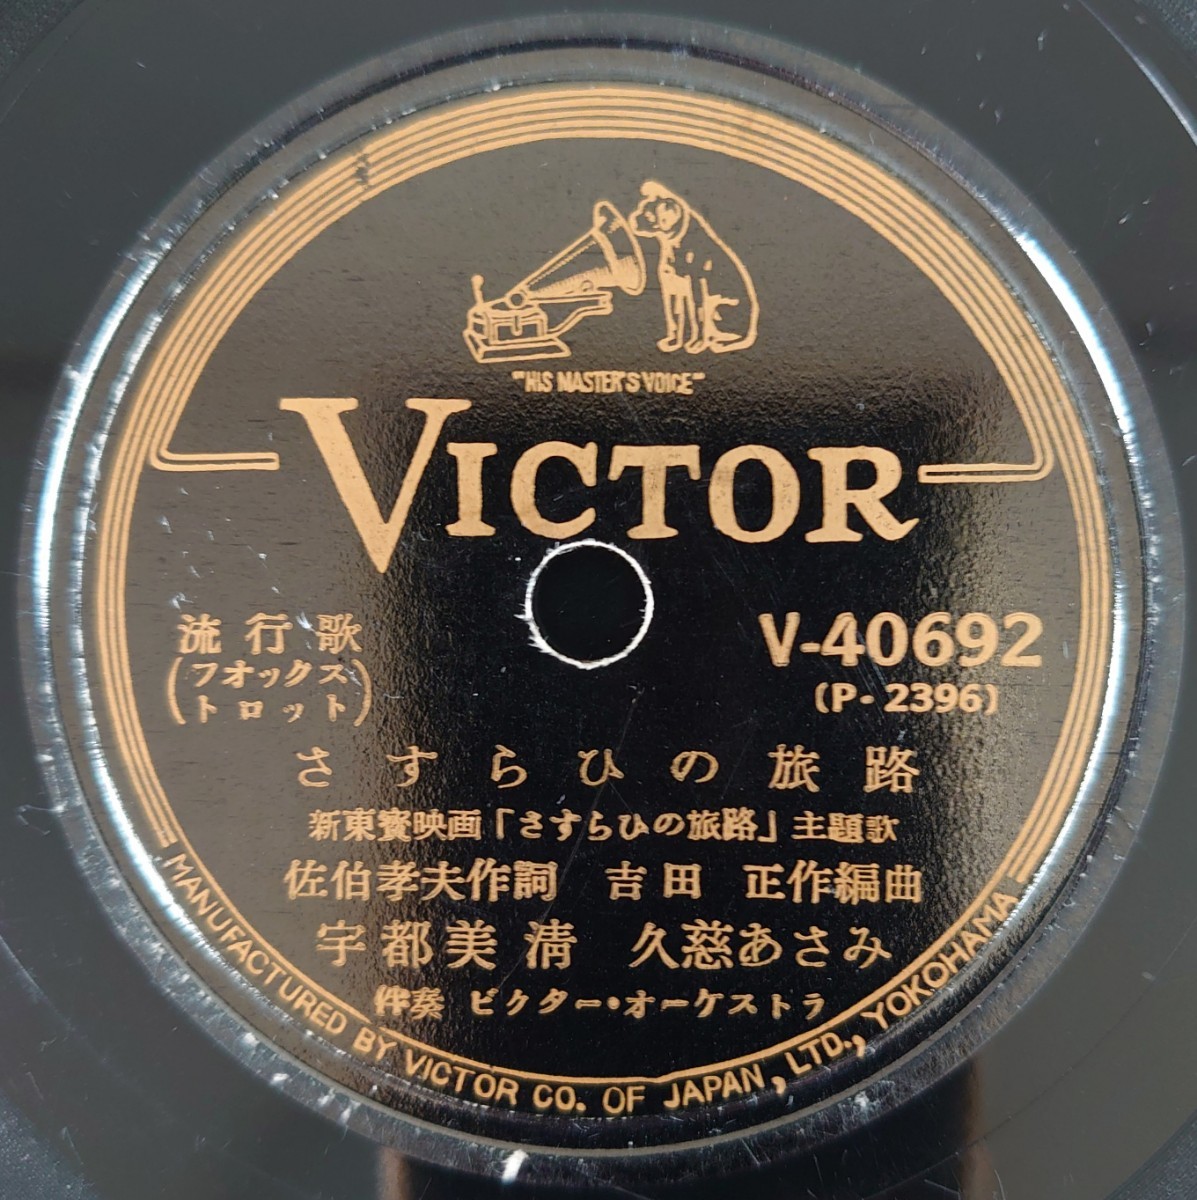 "HIS MASTER'S VOICE"
VICTOR
流行歌
(フオックス
トロット)
V-40692
(P-2396)
さすらひの旅路
新東寳映画「さすらひの旅路」主題歌
佐伯孝夫作詞 吉田 正作編曲
宇都美淸 久慈あさみ
伴奏 ビクター・オーケストラ
MANUFACTURED BY VICTOR CO. OF JAPAN, LTD., YOKOHAMA